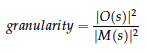 granularity = |O(s)|² / |M(s)|²